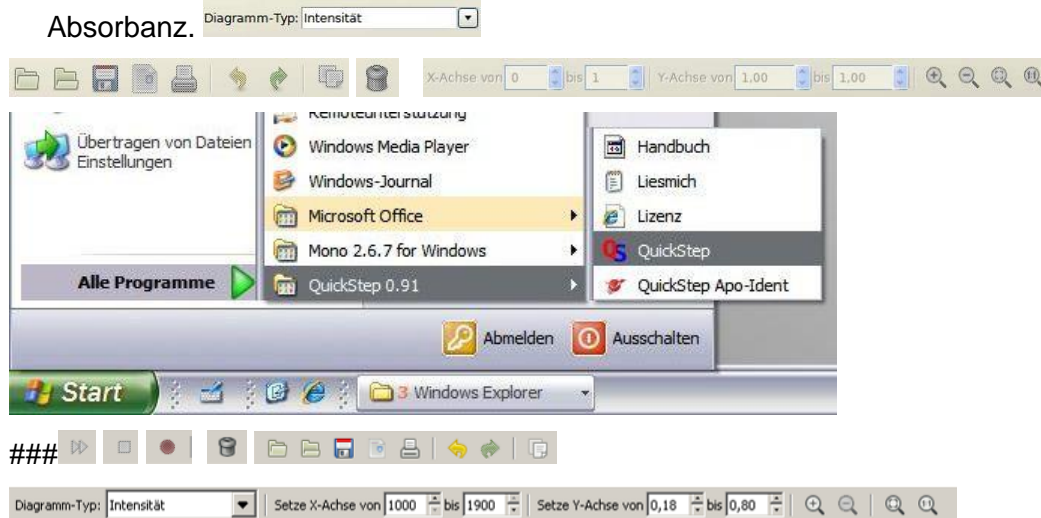 Absorbanz. Diagramm-Typ: Intensität
X-Achse von 0 bis 1 Y-Achse von 1.00 bis 1.00
Remoteunterstützung
Übertragen von Dateien
Einstellungen
Windows Media Player
Windows-Journal
Microsoft Office
Mono 2.6.7 for Windows
Alle Programme
QuickStep 0.91
Handbuch
Liesmich
Lizenz
QuickStep
QuickStep Apo-Ident
Abmelden Ausschalten
Start 3 Windows Explorer
###
Diagramm-Typ: Intensität Setze X-Achse von 1000 bis 1900 Setze Y-Achse von 0,18 bis 0,80